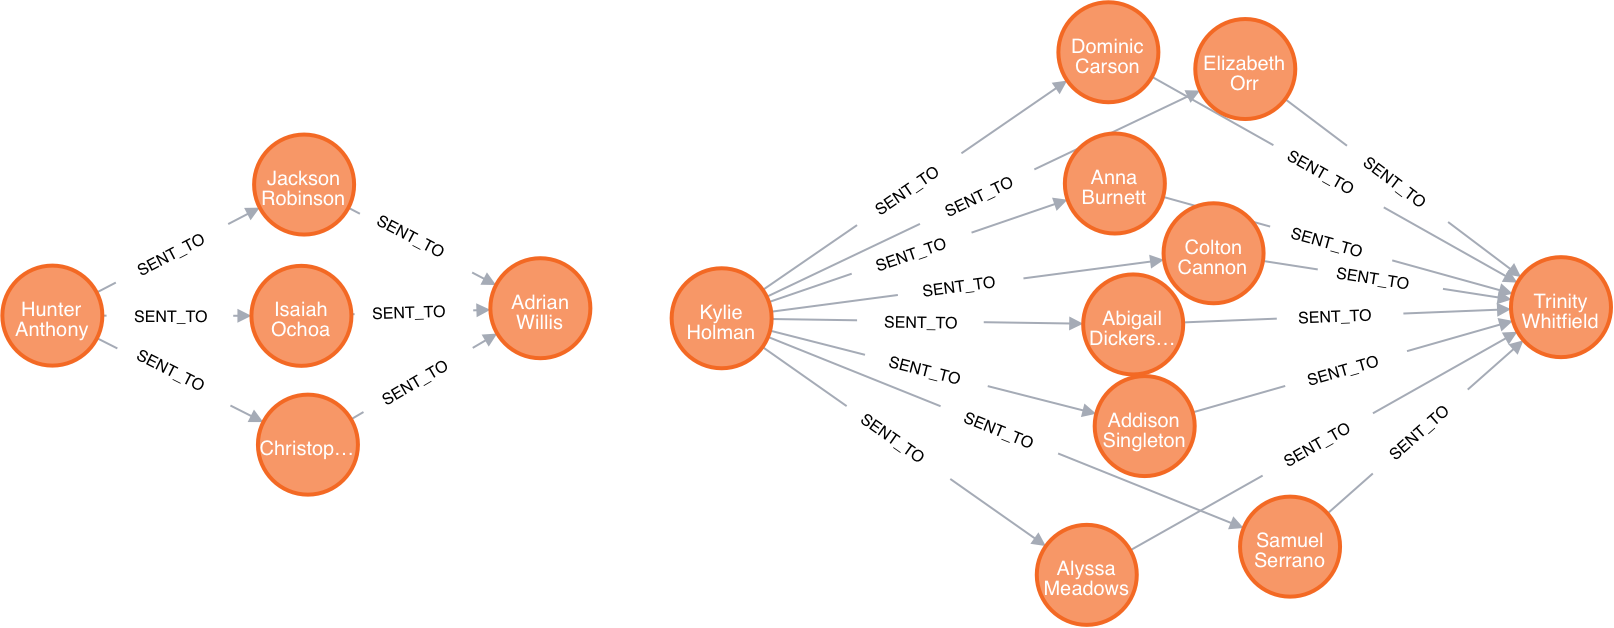 Hunter
Anthony
SENT_TO
SENT_TO
SENT_TO
Jackson
Robinson
Isaiah
Ochoa
Christop...
SENT_TO
SENT_TO
SENT_TO
Adrian
Willis
Kylie
Holman
SENT_TO
SENT_TO
SENT_TO
SENT_TO
SENT_TO
SENT_TO
SENT_TO
SENT_TO
Dominic
Carson
Elizabeth
Orr
Anna
Burnett
Colton
Cannon
Abigail
Dickers...
Addison
Singleton
Samuel
Serrano
Alyssa
Meadows
SENT_TO
SENT_TO
SENT_TO
SENT_TO
SENT_TO
SENT_TO
SENT_TO
SENT_TO
Trinity
Whitfield